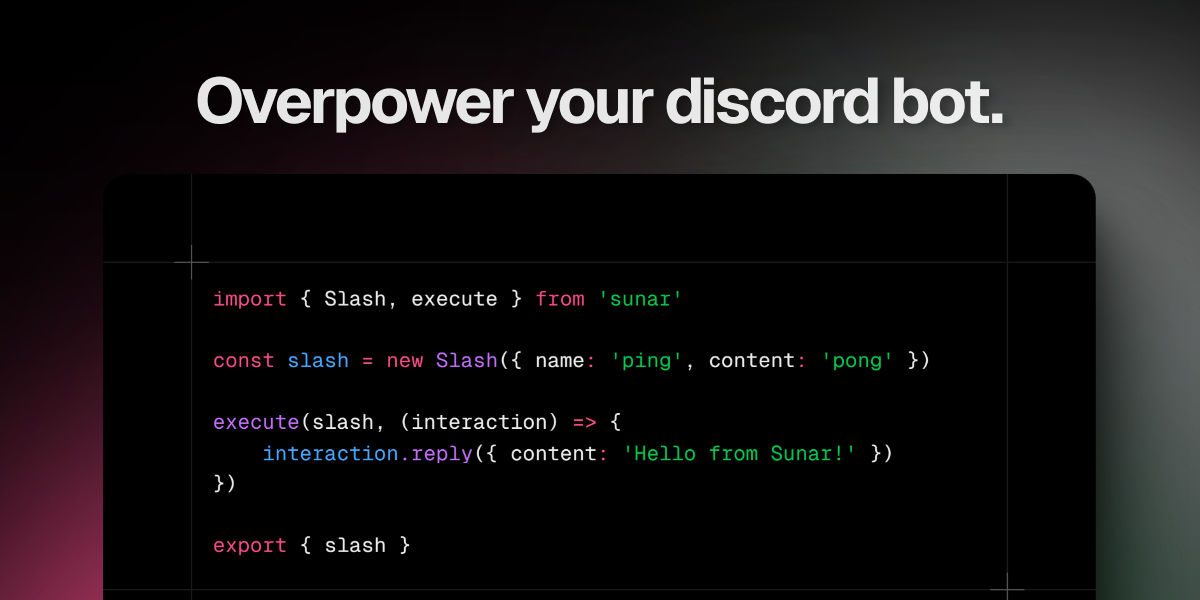 Overpower your discord bot.
import { Slash, execute } from 'sunar'
const slash = new Slash({ name: 'ping', content: 'pong' })
execute(slash, (interaction) => {
    interaction.reply({ content: 'Hello from Sunar!' })
})
export { slash }